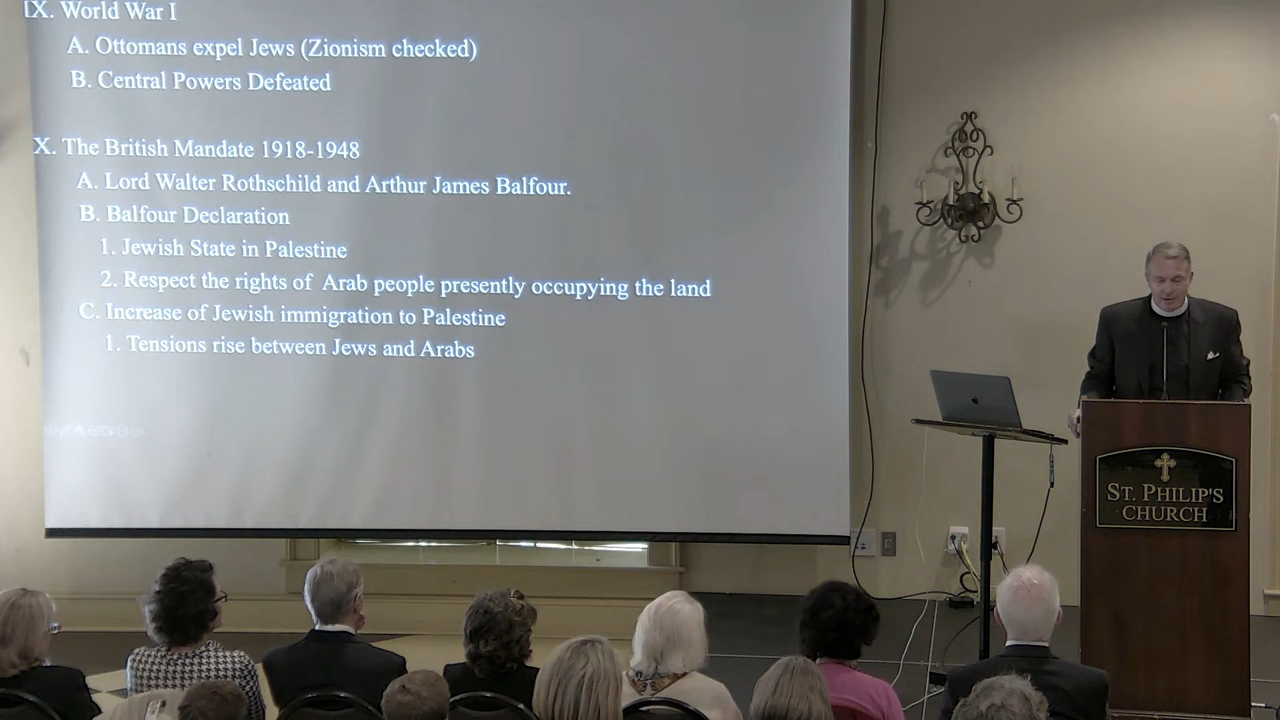 IX. World War I
A. Ottomans expel Jews (Zionism checked)
B. Central Powers Defeated
X. The British Mandate 1918-1948
A. Lord Walter Rothschild and Arthur James Balfour.
B. Balfour Declaration
1. Jewish State in Palestine
2. Respect the rights of Arab people presently occupying the land
C. Increase of Jewish immigration to Palestine
1. Tensions rise between Jews and Arabs
ST. PHILIP'S
CHURCH